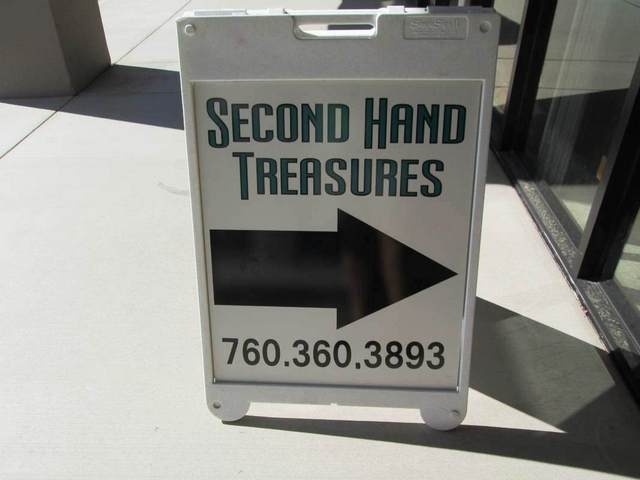 SECOND HAND
TREASURES
760.360.3893